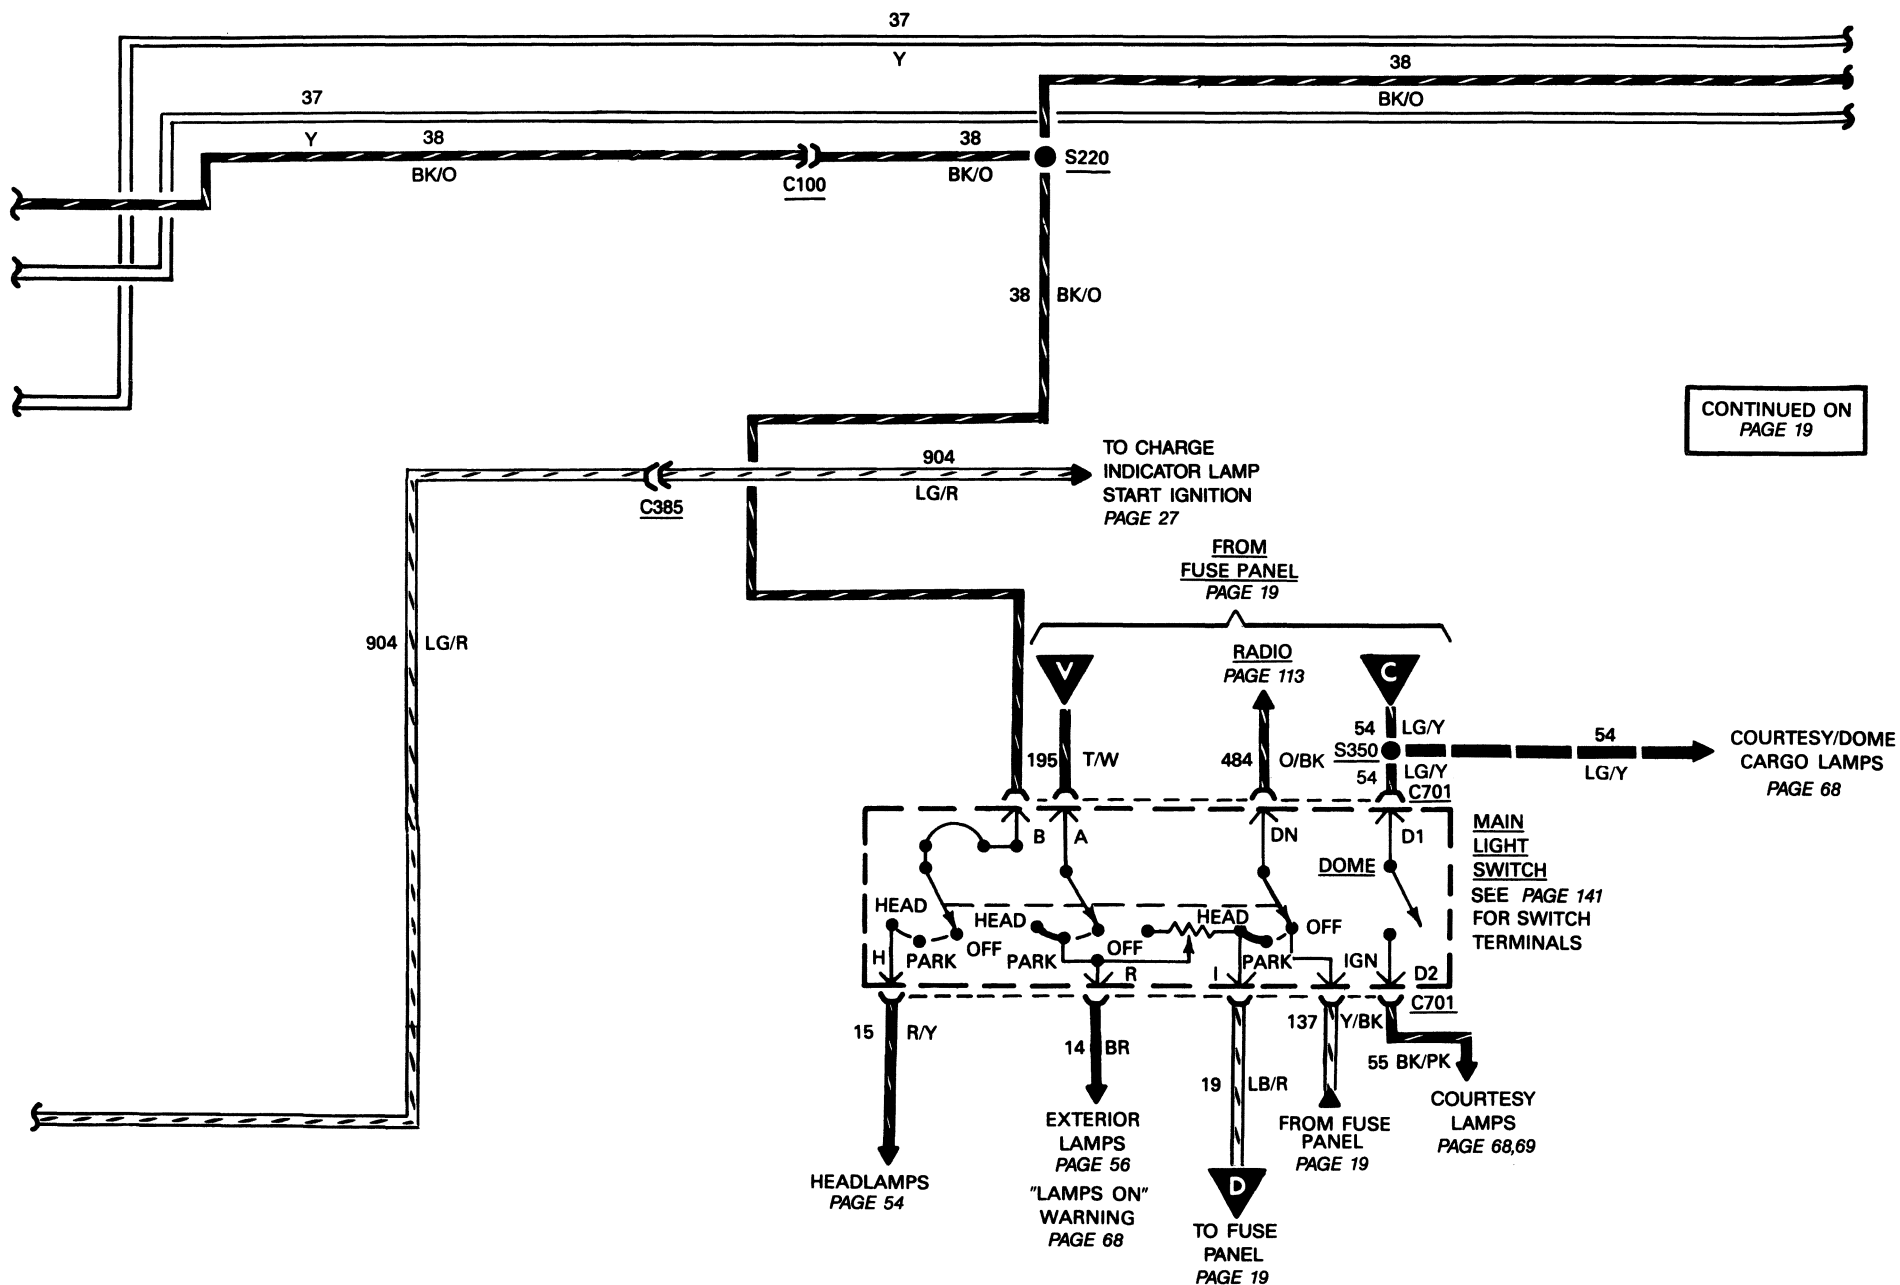 37
Y
38
BK/O
37
Y
38
BK/O
C100
38
BK/O
S220
38 BK/O
CONTINUED ON
PAGE 19
904
LG/R
C385
TO CHARGE
INDICATOR LAMP
START IGNITION
PAGE 27
FROM
FUSE PANEL
PAGE 19
904 LG/R
V
RADIO
PAGE 113
C
195 T/W
484 O/BK
54 LG/Y
S350
54 LG/Y
C701
54
LG/Y
COURTESY/DOME
CARGO LAMPS
PAGE 68
B
A
DN
D1
DOME
MAIN
LIGHT
SWITCH
SEE PAGE 141
FOR SWITCH
TERMINALS
HEAD
PARK
OFF
HEAD
PARK
OFF
HEAD
PARK
OFF
H
R
I
IGN
D2
C701
15 R/Y
14 BR
19 LB/R
137 Y/BK
55 BK/PK
HEADLAMPS
PAGE 54
EXTERIOR
LAMPS
PAGE 56
"LAMPS ON"
WARNING
PAGE 68
D
TO FUSE
PANEL
PAGE 19
FROM FUSE
PANEL
PAGE 19
COURTESY
LAMPS
PAGE 68,69